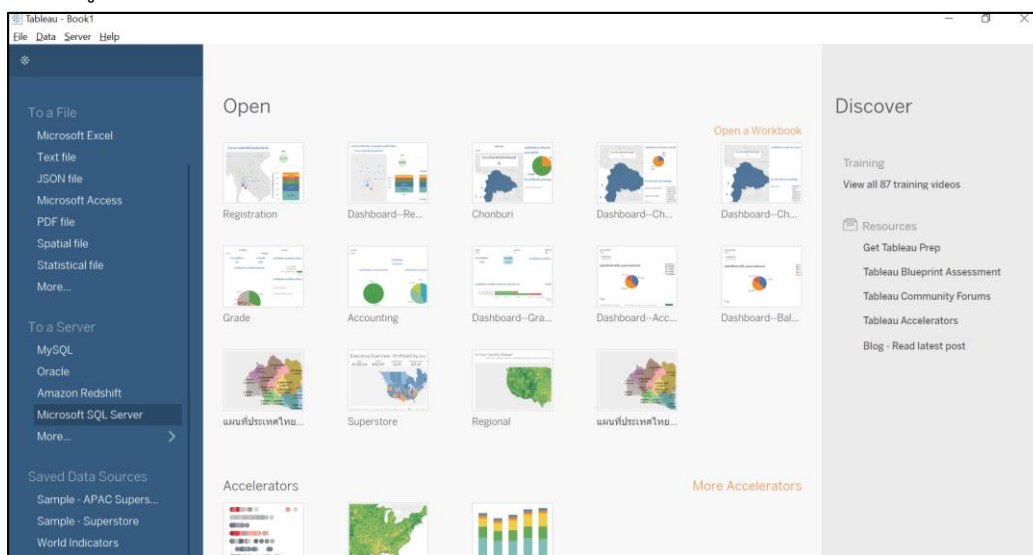 Tableau - Book1
File Data Server Help
To a File
Microsoft Excel
Text file
JSON file
Microsoft Access
PDF file
Spatial file
Statistical file
More...
To a Server
MySQL
Oracle
Amazon Redshift
Microsoft SQL Server
More...
Saved Data Sources
Sample - APAC Supers...
Sample - Superstore
World Indicators
Open
Open a Workbook
Registration
Dashboard--Re...
Chonburi
Dashboard--Ch...
Dashboard--Ch...
Grade
Accounting
Dashboard--Gra...
Dashboard--Acc...
Dashboard--Bal...
แผนที่ประเทศไทย...
Superstore
Regional
แผนที่ประเทศไทย...
Accelerators
More Accelerators
Discover
Training
View all 87 training videos
Resources
Get Tableau Prep
Tableau Blueprint Assessment
Tableau Community Forums
Tableau Accelerators
Blog - Read latest post